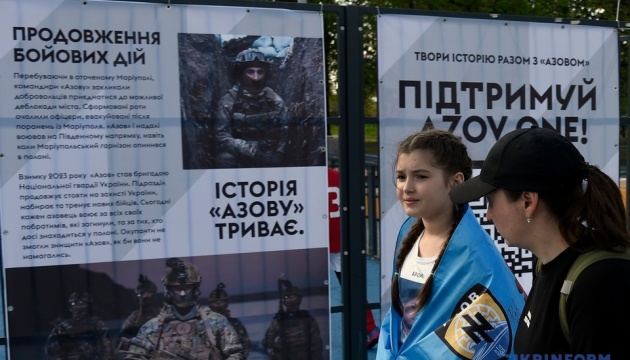 ПРОДОВЖЕННЯ
БОЙОВИХ ДІЙ
Перебуваючи в оточеному Маріуполі,
командири «Азову» закликали
добровольців приєднатися до можливої
деблокади міста. Сформовані роти
очолили офіцери, евакуйовані після
поранень із Маріуполя. «Азов» і надалі
воював на Південному напрямку, навіть
коли Маріупольський гарнізон опинився
в полоні.
Взимку 2023 року «Азов» став бригадою
Національної гвардії України. Підрозділ
продовжує стояти на захисті України,
набирає та тренує нових бійців. Сьогодні
кожен азовець воює за всіх своїх
побратимів, які загинули, та за тих, хто
досі знаходиться у полоні. Окупанти не
змогли знищити «Азов», як би вони не
намагались.
ІСТОРІЯ
«АЗОВУ»
ТРИВАЄ.
ТВОРИ ІСТОРІЮ РАЗОМ З «АЗОВОМ»
ПІДТРИМУЙ
AZOV ONE!
UKRINFORM